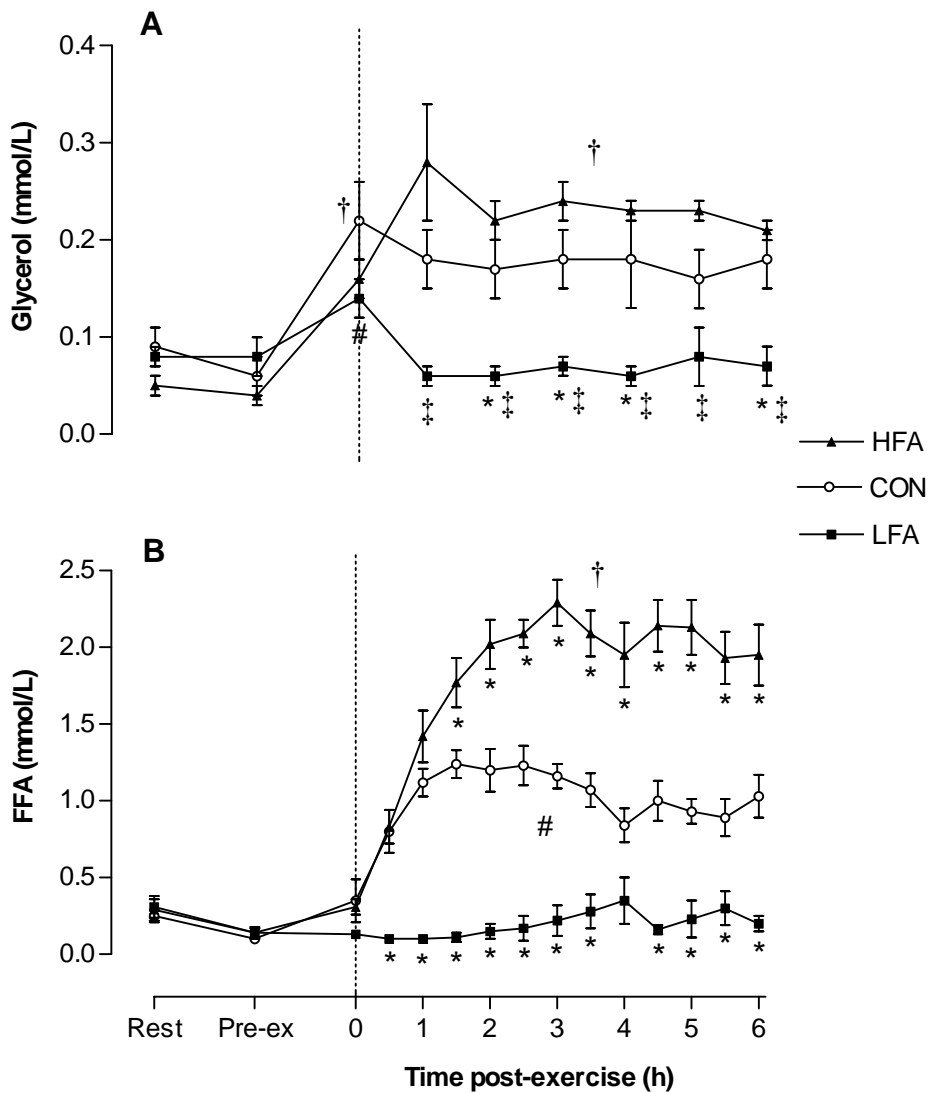 A
0.4
0.3
0.2
0.1
0.0
Glycerol (mmol/L)
†
†
#
‡ * ‡ * ‡ * ‡ ‡ * ‡
HFA
CON
LFA
B
2.5
2.0
1.5
1.0
0.5
0.0
FFA (mmol/L)
†
* * * * * * * * * *
#
* * * * * * * * * * *
Rest Pre-ex 0 1 2 3 4 5 6
Time post-exercise (h)